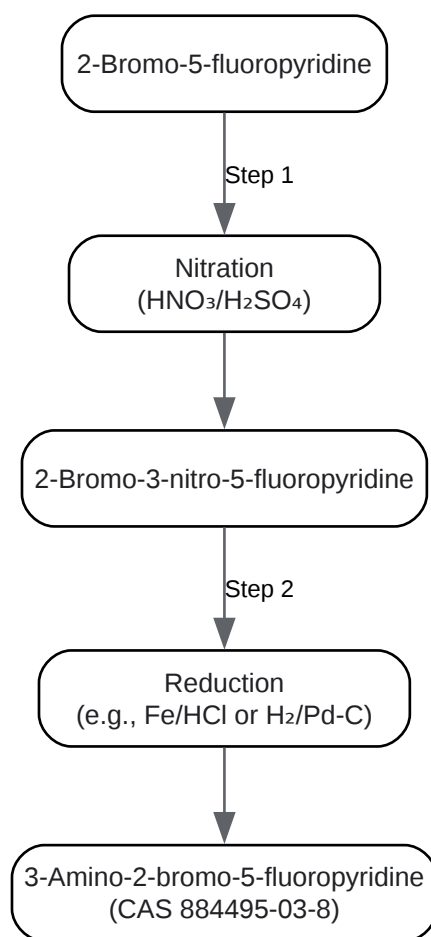 2-Bromo-5-fluoropyridine
Step 1
Nitration
(HNO₃/H₂SO₄)
2-Bromo-3-nitro-5-fluoropyridine
Step 2
Reduction
(e.g., Fe/HCl or H₂/Pd-C)
3-Amino-2-bromo-5-fluoropyridine
(CAS 884495-03-8)